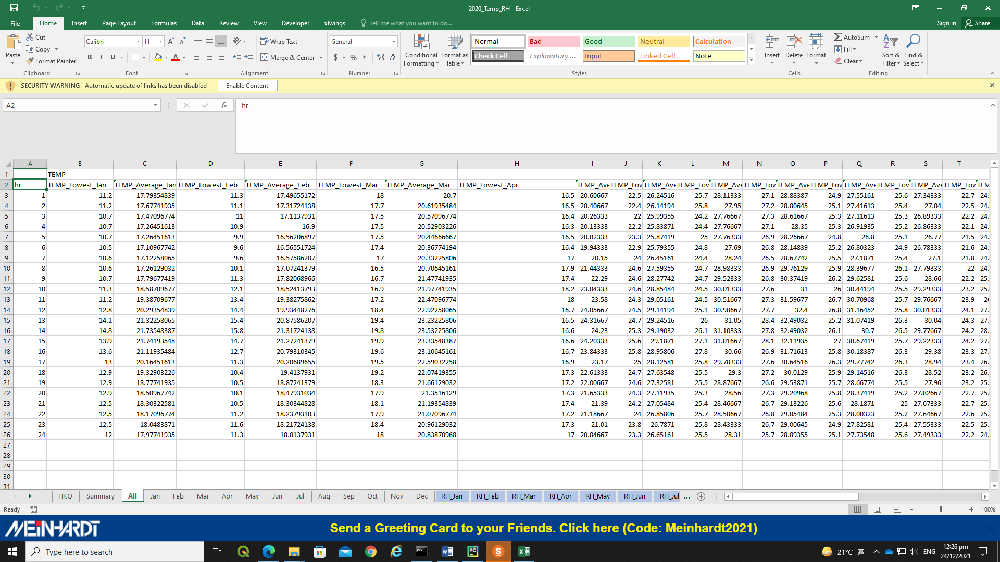 2020_Temp_RH - Excel
File Home Insert Page Layout Formulas Data Review View Developer xlwings Tell me what you want to do... Sign in Share
Cut
Copy
Format Painter
Paste
Clipboard
Calibri 11
B I U
Font
Wrap Text
Merge & Center
Alignment
General
$ % ,
Number
Conditional Formatting
Format as Table
Normal Bad Good Neutral Calculation
Check Cell Explanatory ... Input Linked Cell Note
Styles
Insert Delete Format
Cells
AutoSum
Fill
Clear
Sort & Filter
Find & Select
Editing
SECURITY WARNING Automatic update of links has been disabled Enable Content
A2 fx hr
A B C D E F G H I J K L M N O P Q R S T
1 TEMP_
2 hr TEMP_Lowest_Jan TEMP_Average_Jan TEMP_Lowest_Feb TEMP_Average_Feb TEMP_Lowest_Mar TEMP_Average_Mar TEMP_Lowest_Apr TEMP_Ave TEMP_Low TEMP_Ave TEMP_Low TEMP_Ave TEMP_Low TEMP_Ave TEMP_Low TEMP_Ave TEMP_Low TEMP_Ave TEMP_Low TEM
3 1 11.2 17.79354839 11.3 17.49655172 18 20.7 16.5 20.60667 22.5 26.24516 25.7 28.11333 27.1 28.88387 24.9 27.55161 25.6 27.34333 22.7 24.
4 2 11.2 17.67741935 11.1 17.31724138 17.7 20.61935484 16.5 20.40667 22.4 26.14194 25.8 27.95 27.2 28.80645 25.1 27.41613 25.4 27.04 22.5 24.
5 3 10.7 17.47096774 11 17.1137931 17.5 20.57096774 16.4 20.26333 22 25.99355 24.2 27.76667 27.3 28.61667 25.3 27.11613 25.3 26.89333 22.2 24.
6 4 10.7 17.26451613 10.9 16.9 17.5 20.52903226 16.3 20.13333 22.2 25.83871 24.4 27.76667 27.1 28.35 25.3 26.91935 25.2 26.86333 22.1 24.
7 5 10.7 17.26451613 9.9 16.56206897 17.5 20.44666667 16.5 20.02333 23.3 25.87419 25 27.76333 26.9 28.26667 24.8 26.8 25.1 26.77 21.5 24.
8 6 10.5 17.10967742 9.6 16.56551724 17.4 20.36774194 16.4 19.94333 22.9 25.79355 24.8 27.69 26.8 28.14839 25.2 26.80323 24.9 26.78333 21.6 24.
9 7 10.6 17.12258065 9.6 16.57586207 17 20.33225806 17 20.15 24 26.45161 24.4 28.24 26.5 28.67742 25.5 27.1871 25.4 27.1 21.8 24.
10 8 10.6 17.26129032 10.1 17.07241379 16.5 20.70645161 17.9 21.44333 24.6 27.59355 24.7 28.98333 26.9 29.76129 25.9 28.39677 26.1 27.79333 22 24.
11 9 10.7 17.79677419 11.3 17.82068966 16.7 21.47741935 17.4 22.29 24.6 28.27742 24.7 29.52333 26.8 30.37419 26.2 29.62581 25.6 28.66 22.2 25.
12 10 11.3 18.58709677 12.1 18.52413793 16.9 21.97741935 18.2 23.04333 24.6 28.85484 24.5 30.01333 27.6 31 26 30.44194 25.5 29.29333 23.2 25.
13 11 11.2 19.38709677 13.4 19.38275862 17.2 22.47096774 18 23.58 24.3 29.05161 24.5 30.51667 27.3 31.59677 26.7 30.70968 25.7 29.76667 23.9 2
14 12 12.8 20.29354839 14.4 19.93448276 18.4 22.92258065 16.7 24.05667 24.5 29.14194 25.1 30.98667 27.7 32.4 26.8 31.16452 25.8 30.01333 24.1 27.
15 13 14.1 21.32258065 15.4 20.87586207 19.4 23.23225806 16.5 24.31667 24.7 29.24516 26 31.05 28.4 32.49032 25.2 31.07419 26.3 30.04 24.3 27.
16 14 14.8 21.73548387 15.8 21.31724138 19.8 23.53225806 16.6 24.23 25.3 29.19032 26.1 31.10333 27.8 32.49032 26.1 30.7 26.5 29.77667 24.2 28.
17 15 13.9 21.74193548 14.7 21.27241379 19.9 23.33548387 16.6 24.20333 25.6 29.1871 27.1 31.01667 28.1 32.11935 27 30.67419 25.7 29.22333 24.2 27.
18 16 13.6 21.11935484 12.7 20.79310345 19.6 23.10645161 16.7 23.84333 25.8 28.95806 27.8 30.66 26.9 31.71613 25.8 30.18387 26.3 29.38 23.3 27.
19 17 13 20.16451613 11.3 20.20689655 19.5 22.59032258 16.9 23.17 25 28.12581 25.8 29.78333 27.6 30.64516 26.3 29.77742 26.3 28.94 23.4 26.
20 18 12.9 19.32903226 10.4 19.4137931 19.2 22.07419355 17.3 22.61333 24.7 27.63548 25.5 29.3 27.2 30.0129 25.9 29.14516 26.3 28.52 23.2 26.
21 19 12.9 18.77741935 10.5 18.87241379 18.3 21.66129032 17.2 22.00667 24.6 27.32581 25.5 28.87667 26.6 29.53871 25.7 28.66774 25.5 27.96 23.2 25.
22 20 12.9 18.50967742 10.1 18.47931034 17.9 21.3516129 17.3 21.65333 24.3 27.11935 25.3 28.56 27.3 29.20968 25.8 28.37419 25.2 27.82667 22.7 25.
23 21 12.5 18.30322581 10.5 18.30344828 18.1 21.19354839 17.4 21.39 24.2 27.05484 25.4 28.46667 26.7 29.13226 25.6 28.1871 25 27.67333 22.7 25.
24 22 12.5 18.17096774 11.2 18.23793103 17.9 21.07096774 17.2 21.18667 24 26.85806 25.7 28.50667 26.8 29.05484 25.3 28.00323 25.2 27.64667 22.6 25.
25 23 12.5 18.0483871 11.6 18.21724138 18.4 20.96129032 17.3 21.01 23.8 26.7871 25.8 28.43333 26.7 29.00645 24.9 27.82581 25.4 27.55333 22.5 25.
26 24 12 17.97741935 11.3 18.0137931 18 20.83870968 17 20.84667 23.3 26.65161 25.5 28.31 25.7 28.89355 25.1 27.73548 25.6 27.49333 22.2 24.
27
28
29
30
31
HKO Summary All Jan Feb Mar Apr May Jun Jul Aug Sep Oct Nov Dec RH_Jan RH_Feb RH_Mar RH_Apr RH_May RH_Jun RH_Jul ...
Ready 100%
MEINHARDT Send a Greeting Card to your Friends. Click here (Code: Meinhardt2021)
Type here to search 21°C ENG 12:26 pm
24/12/2021